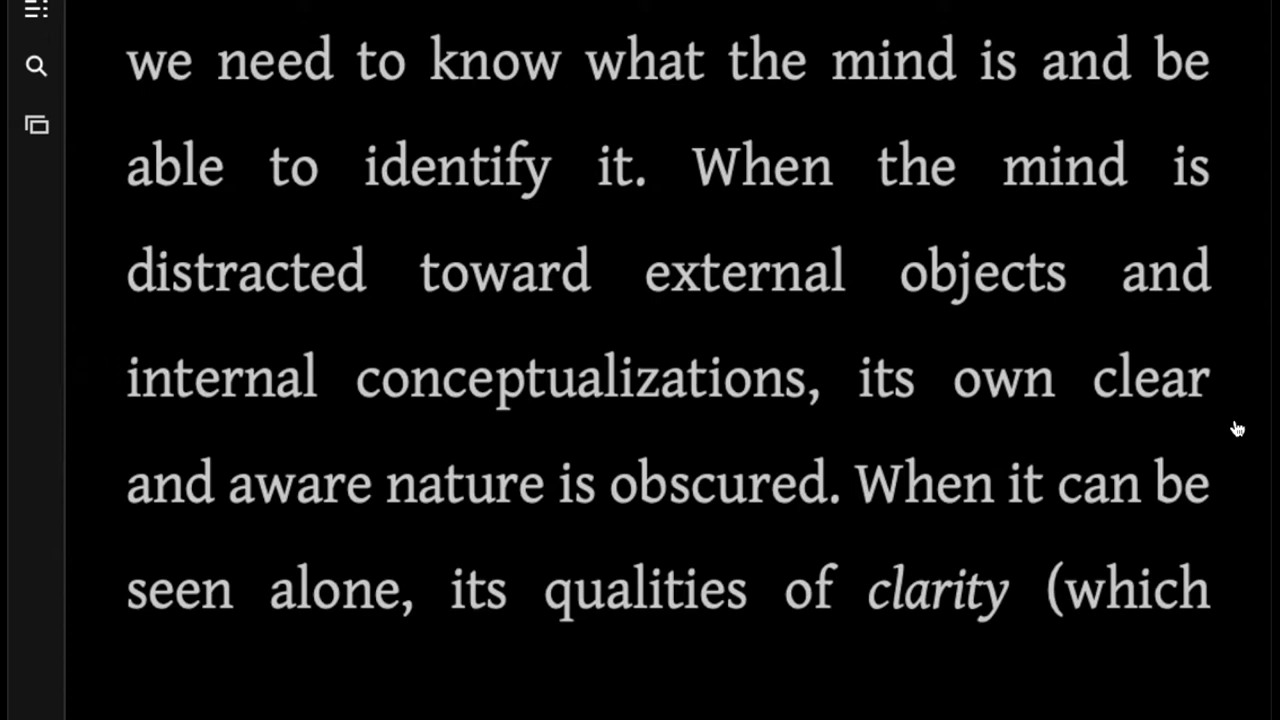 we need to know what the mind is and be
able to identify it. When the mind is
distracted toward external objects and
internal conceptualizations, its own clear
and aware nature is obscured. When it can be
seen alone, its qualities of clarity (which